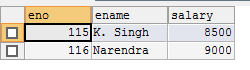 eno ename salary
115 K. Singh 8500
116 Narendra 9000